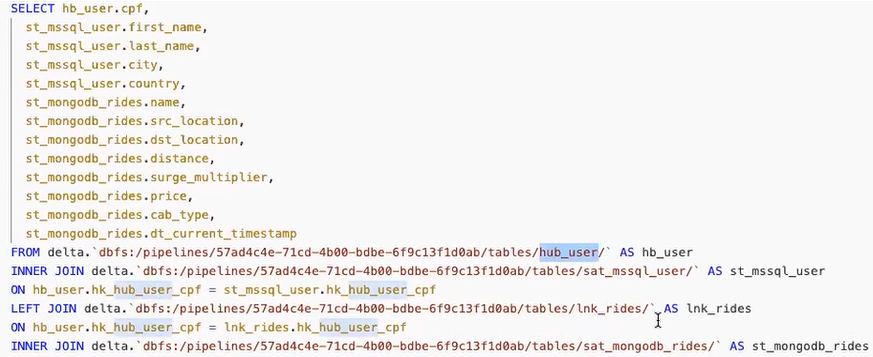 SELECT hb_user.cpf,
st_mssql_user.first_name,
st_mssql_user.last_name,
st_mssql_user.city,
st_mssql_user.country,
st_mongodb_rides.name,
st_mongodb_rides.src_location,
st_mongodb_rides.dst_location,
st_mongodb_rides.distance,
st_mongodb_rides.surge_multiplier,
st_mongodb_rides.price,
st_mongodb_rides.cab_type,
st_mongodb_rides.dt_current_timestamp
FROM delta.`dbfs:/pipelines/57ad4c4e-71cd-4b00-bdbe-6f9c13f1d0ab/tables/hub_user/` AS hb_user
INNER JOIN delta.`dbfs:/pipelines/57ad4c4e-71cd-4b00-bdbe-6f9c13f1d0ab/tables/sat_mssql_user/` AS st_mssql_user
ON hb_user.hk_hub_user_cpf = st_mssql_user.hk_hub_user_cpf
LEFT JOIN delta.`dbfs:/pipelines/57ad4c4e-71cd-4b00-bdbe-6f9c13f1d0ab/tables/lnk_rides/` AS lnk_rides
ON hb_user.hk_hub_user_cpf = lnk_rides.hk_hub_user_cpf
INNER JOIN delta.`dbfs:/pipelines/57ad4c4e-71cd-4b00-bdbe-6f9c13f1d0ab/tables/sat_mongodb_rides/` AS st_mongodb_rides